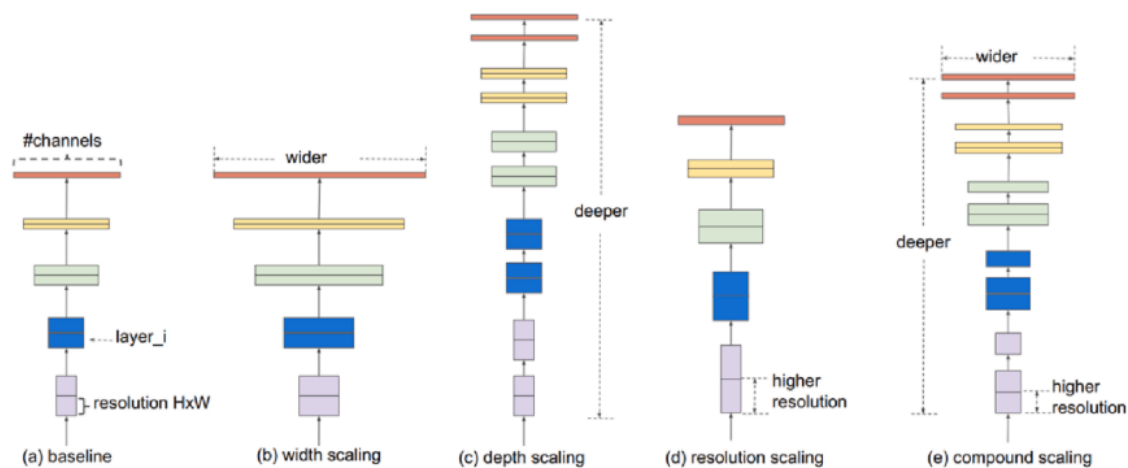 #channels
layer_i
resolution HxW
(a) baseline
wider
(b) width scaling
deeper
(c) depth scaling
higher
resolution
(d) resolution scaling
wider
deeper
higher
resolution
(e) compound scaling